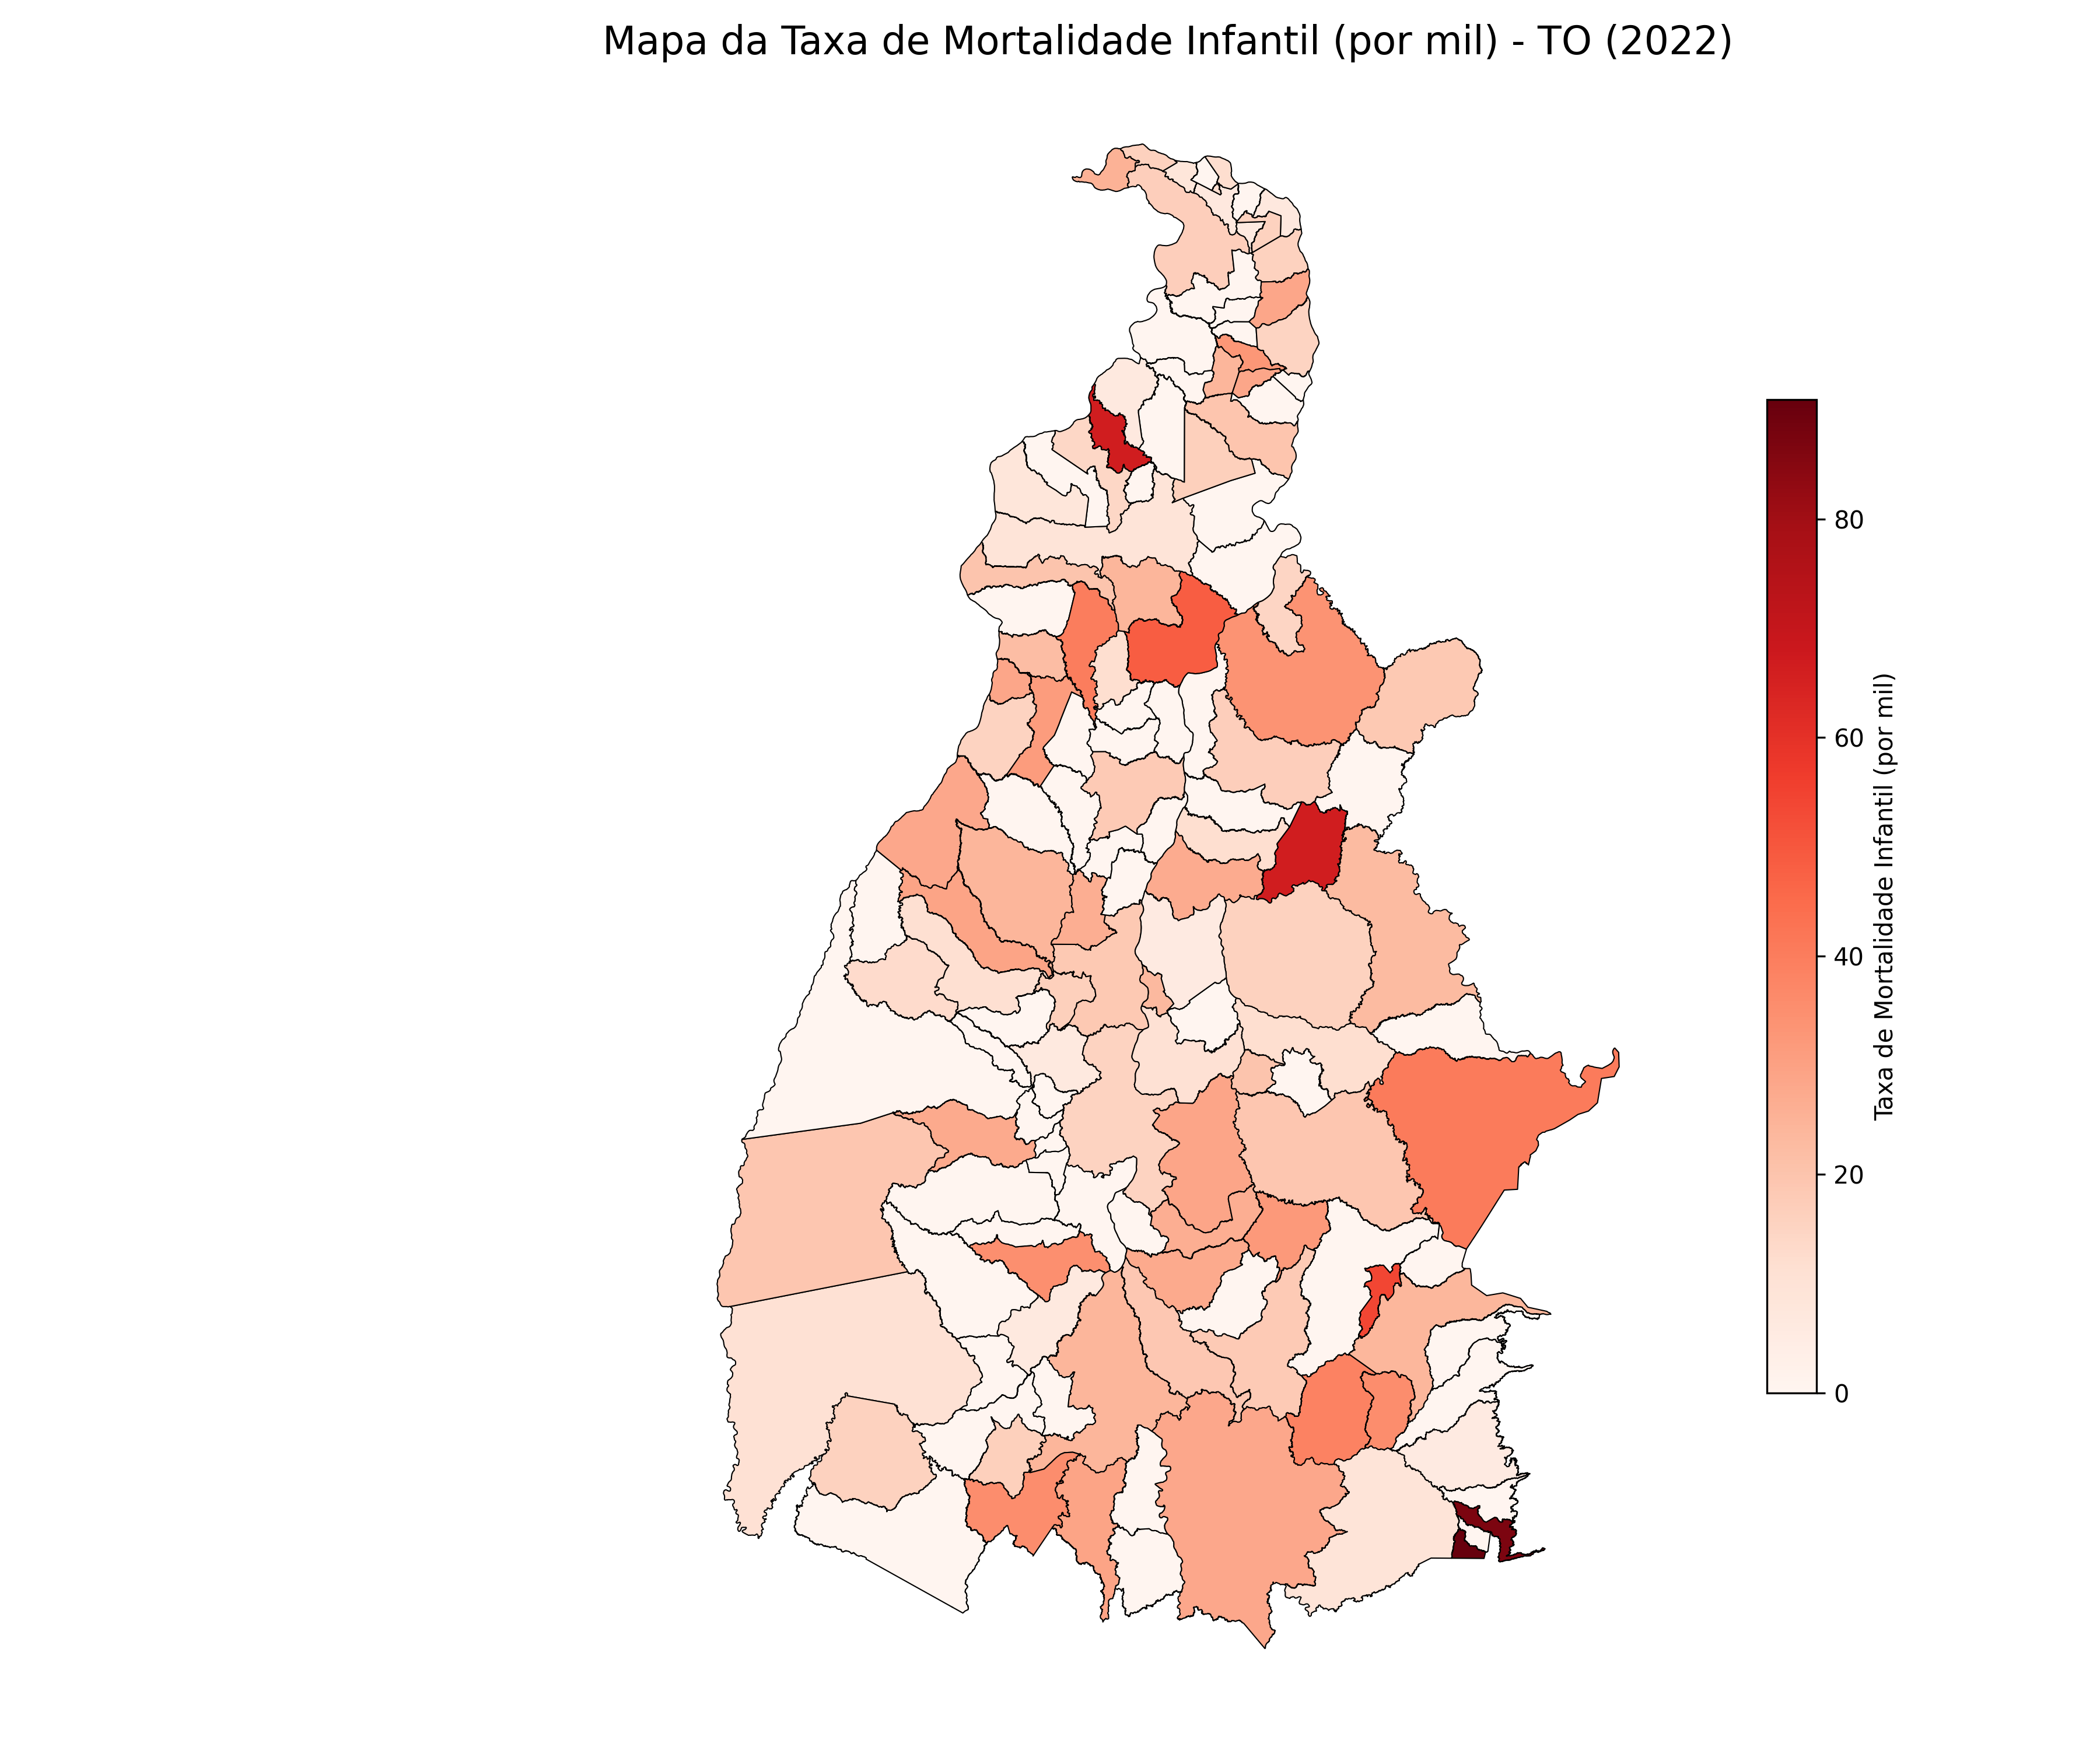 Mapa da Taxa de Mortalidade Infantil (por mil) - TO (2022)
80
60
40
20
0
Taxa de Mortalidade Infantil (por mil)